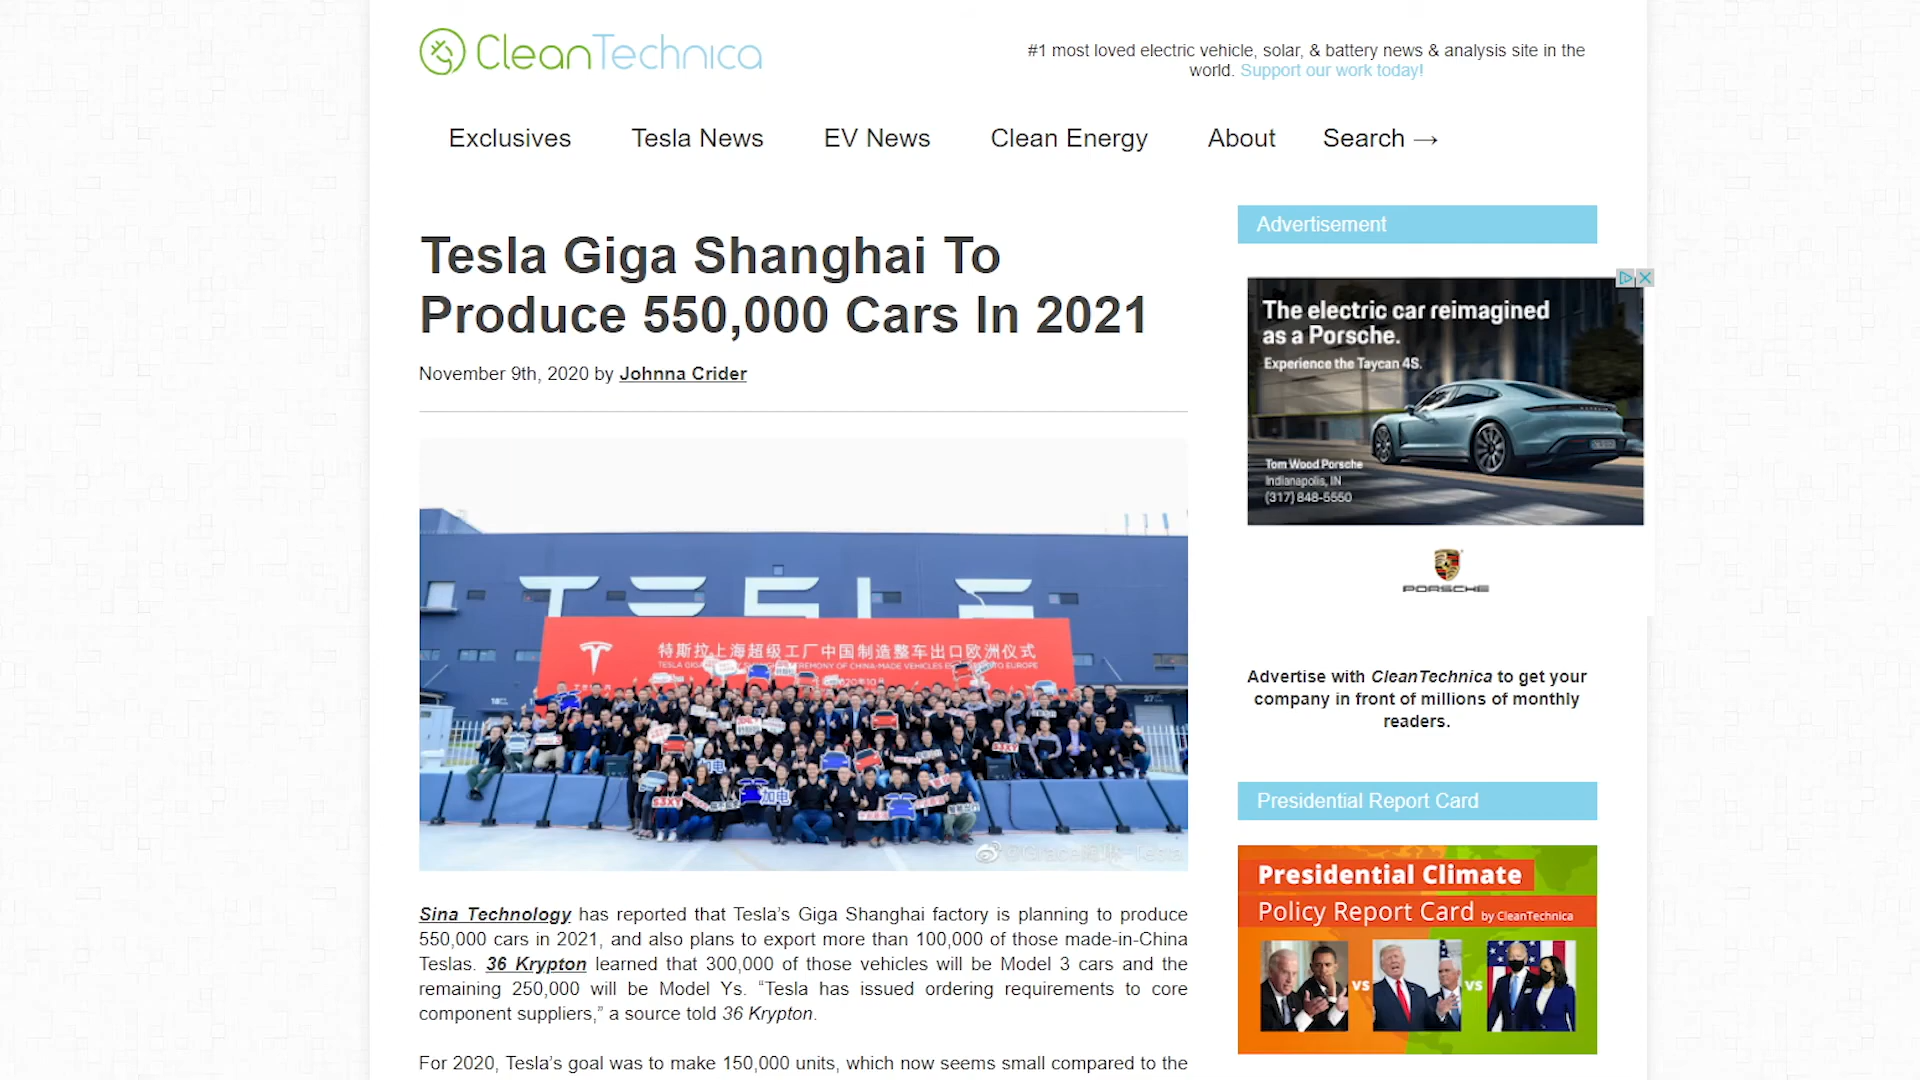 CleanTechnica
#1 most loved electric vehicle, solar, & battery news & analysis site in the
world. Support our work today!
Exclusives
Tesla News
EV News
Clean Energy
About
Search →
Tesla Giga Shanghai To
Produce 550,000 Cars In 2021
November 9th, 2020 by Johnna Crider
TESLA
特斯拉上海超级工厂中国制造整车出口欧洲仪式
S3XY
加电
S3XY
加电
Sina Technology has reported that Tesla’s Giga Shanghai factory is planning to produce
550,000 cars in 2021, and also plans to export more than 100,000 of those made-in-China
Teslas. 36 Krypton learned that 300,000 of those vehicles will be Model 3 cars and the
remaining 250,000 will be Model Ys. “Tesla has issued ordering requirements to core
component suppliers,” a source told 36 Krypton.
For 2020, Tesla’s goal was to make 150,000 units, which now seems small compared to the
Advertisement
The electric car reimagined
as a Porsche.
Experience the Taycan 4S.
Tom Wood Porsche
Indianapolis, IN
(317) 848-5550
PORSCHE
Advertise with CleanTechnica to get your
company in front of millions of monthly
readers.
Presidential Report Card
Presidential Climate
Policy Report Card by CleanTechnica
vs
vs